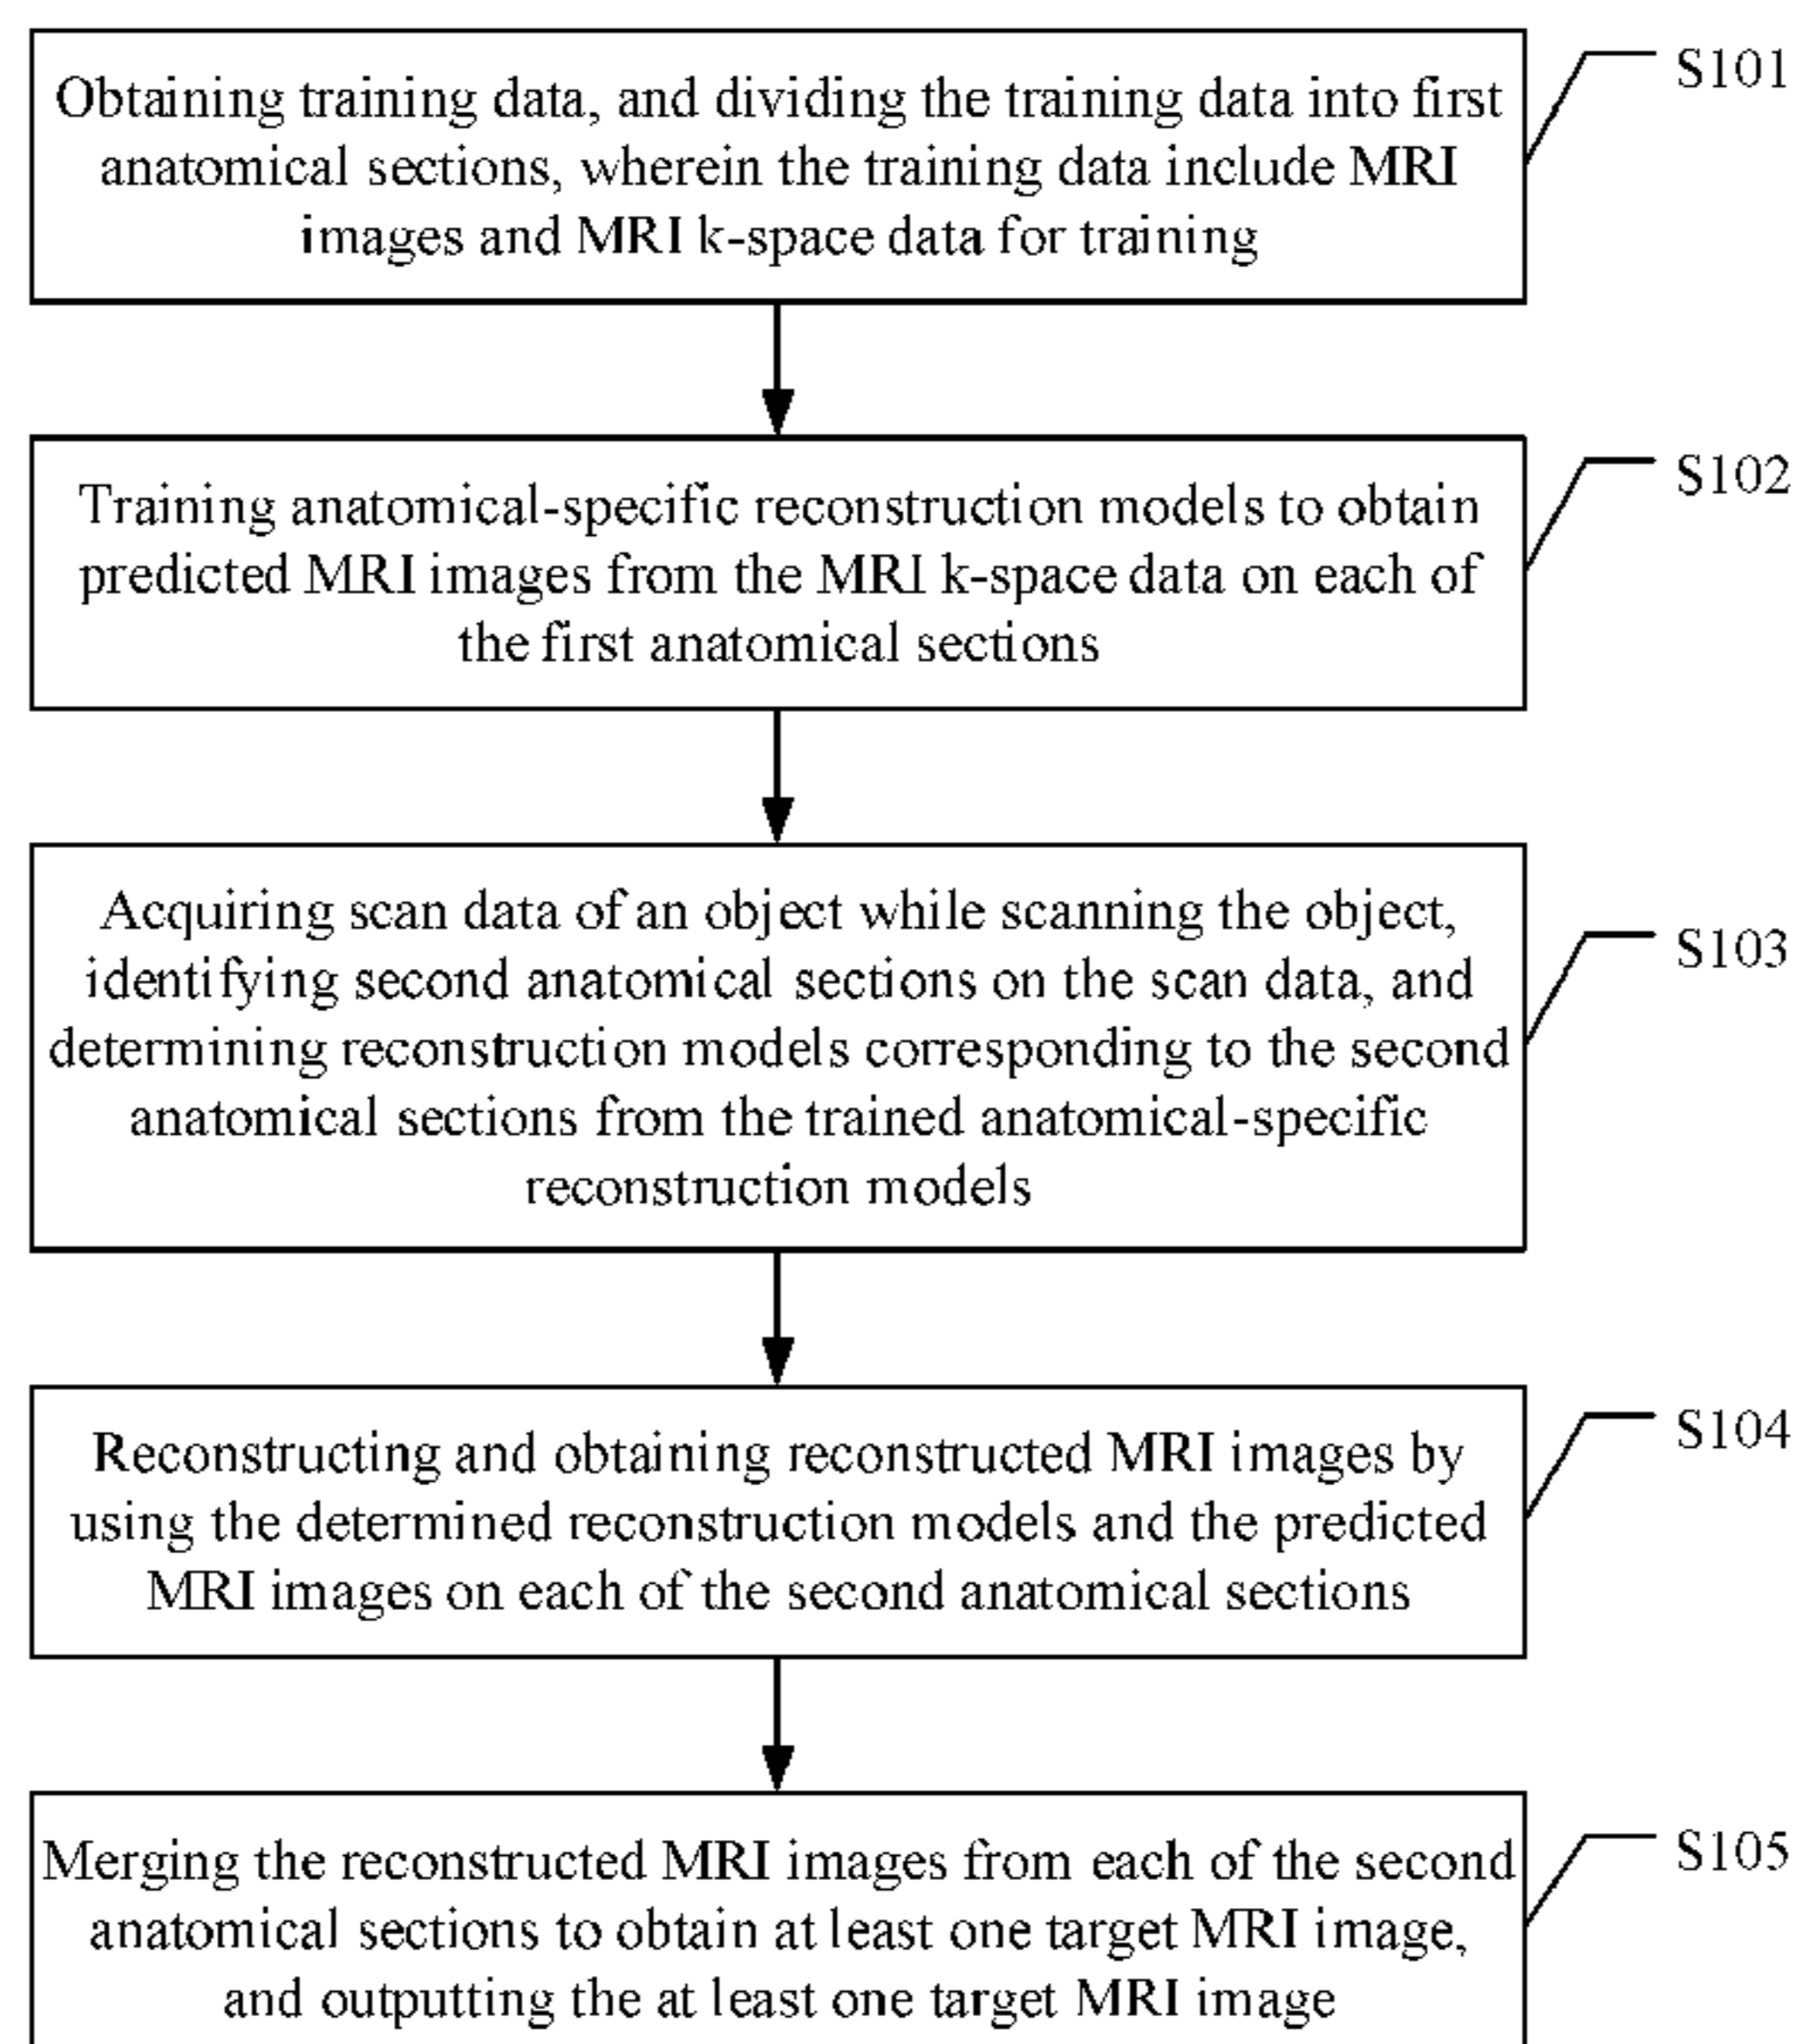 Obtaining training data, and dividing the training data into first
anatomical sections, wherein the training data include MRI
images and MRI k-space data for training
S101
Training anatomical-specific reconstruction models to obtain
predicted MRI images from the MRI k-space data on each of
the first anatomical sections
S102
Acquiring scan data of an object while scanning the object,
identifying second anatomical sections on the scan data, and
determining reconstruction models corresponding to the second
anatomical sections from the trained anatomical-specific
reconstruction models
S103
Reconstructing and obtaining reconstructed MRI images by
using the determined reconstruction models and the predicted
MRI images on each of the second anatomical sections
S104
Merging the reconstructed MRI images from each of the second
anatomical sections to obtain at least one target MRI image,
and outputting the at least one target MRI image
S105